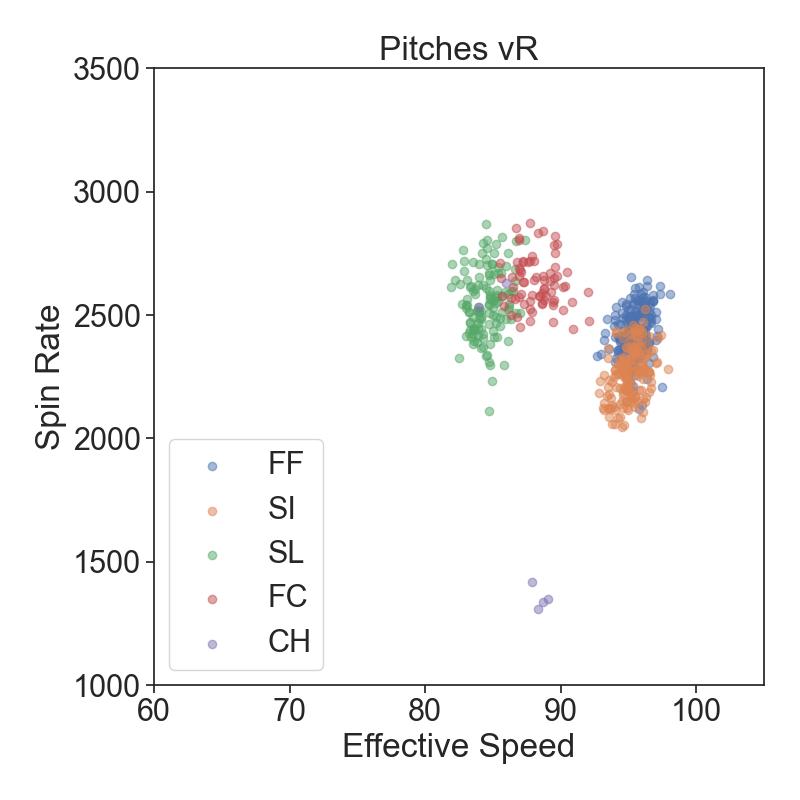 Pitches vR
3500
3000
2500
2000
1500
1000
Spin Rate
FF
SI
SL
FC
CH
60 70 80 90 100
Effective Speed